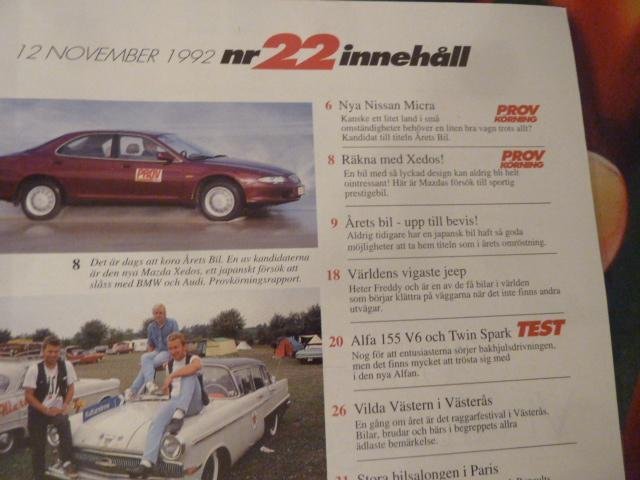 12 NOVEMBER 1992 nr 22 innehåll
PROV
8 Det är dags att kora Årets Bil. En av kandidaterna
är den nya Mazda Xedos, ett japanskt försök att
slåss med BMW och Audi. Provkörningsrapport.
6 Nya Nissan Micra
PROV
KÖRNING
Kanske ett litet land i små
omständigheter behöver en liten bra vagn trots allt?
Kandidat till titeln Årets Bil.
8 Räkna med Xedos!
PROV
KÖRNING
En bil med så lyckad design kan aldrig bli helt
ointressant! Här är Mazdas försök till sportig
prestigebil.
9 Årets bil - upp till bevis!
Aldrig tidigare har en japansk bil haft så goda
möjligheter att ta hem titeln som i årets omröstning.
18 Världens vigaste jeep
Heter Freddy och är en av de få bilar i världen
som börjar klättra på väggarna när det inte finns andra
utvägar.
20 Alfa 155 V6 och Twin Spark TEST
Nog för att entusiasterna sörjer bakhjulsdrivningen,
men det finns mycket att trösta sig med
i den nya Alfan.
26 Vilda Västern i Västerås
En gång om året är det raggarfestival i Västerås.
Bilar, brudar och bärs i begreppets allra
ädlaste bemärkelse.
31 Stora bilsalongen i Paris